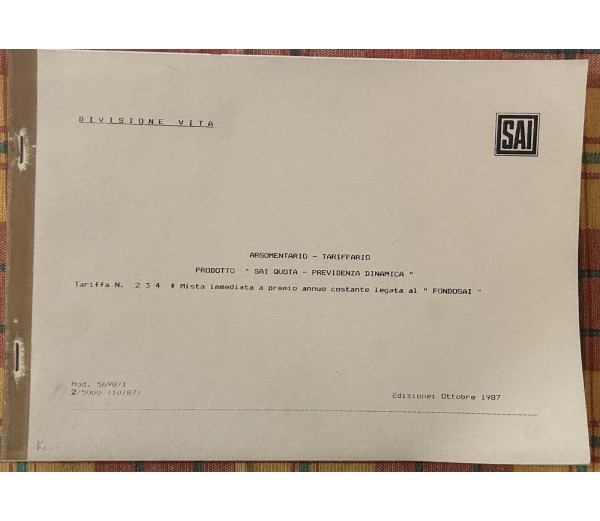 DIVISIONE VITA
SAI
ARGOMENTARIO - TARIFFARIO
PRODOTTO " SAI QUOTA - PREVIDENZA DINAMICA "
Tariffa N. 2 3 4 # Mista immediata a premio annuo costante legata al " FONDOSAI "
Mod. 5698/1
2/5000 (10/87)
Edizione: Ottobre 1987